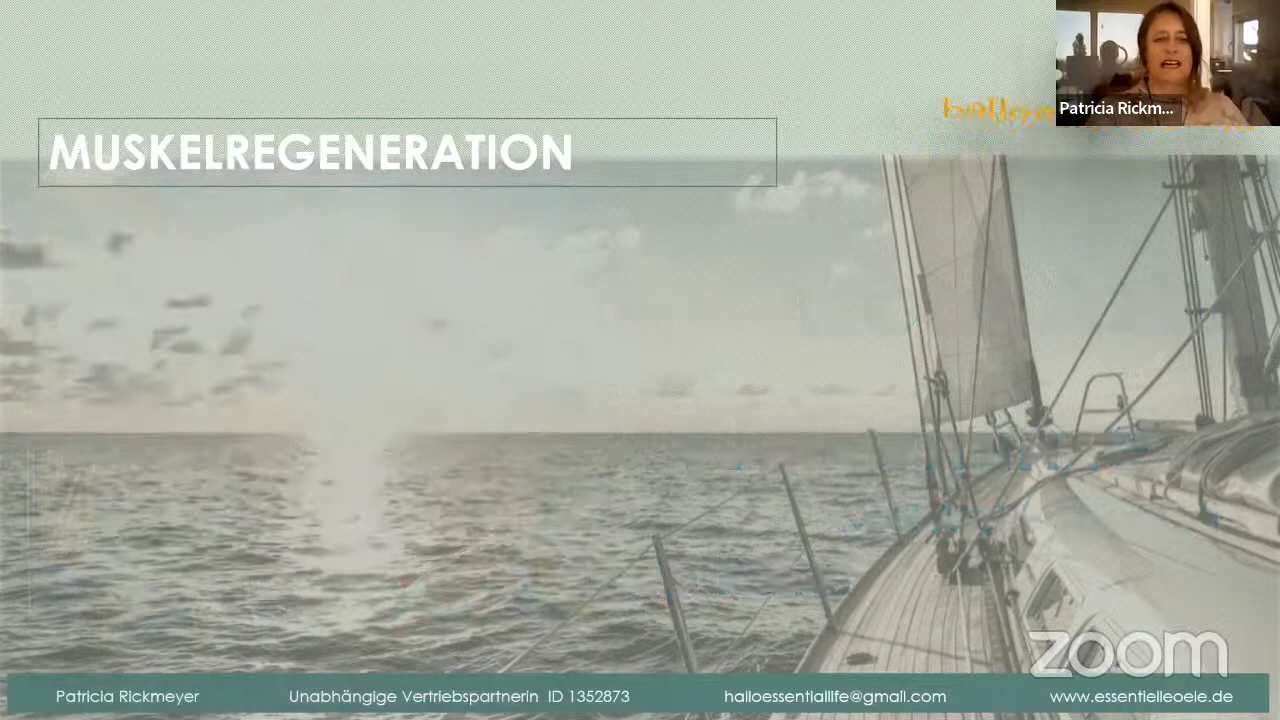 Patricia Rickm...
MUSKELREGENERATION
zoom
Patricia Rickmeyer Unabhängige Vertriebspartnerin ID 1352873 halloessentiallife@gmail.com www.essentielleoele.de